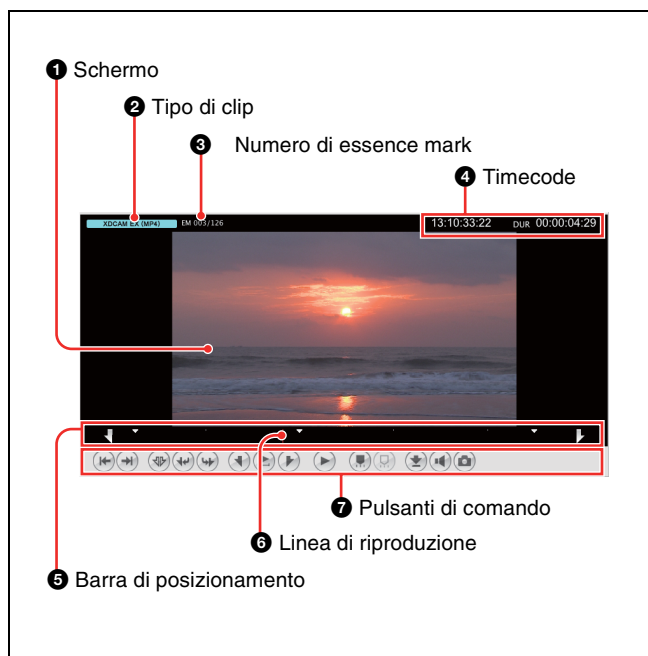 1 Schermo
2 Tipo di clip
3 Numero di essence mark
4 Timecode
XDCAM EX (MP4) EM 003/126 13:10:33:22 DUR 00:00:04:29
7 Pulsanti di comando
6 Linea di riproduzione
5 Barra di posizionamento